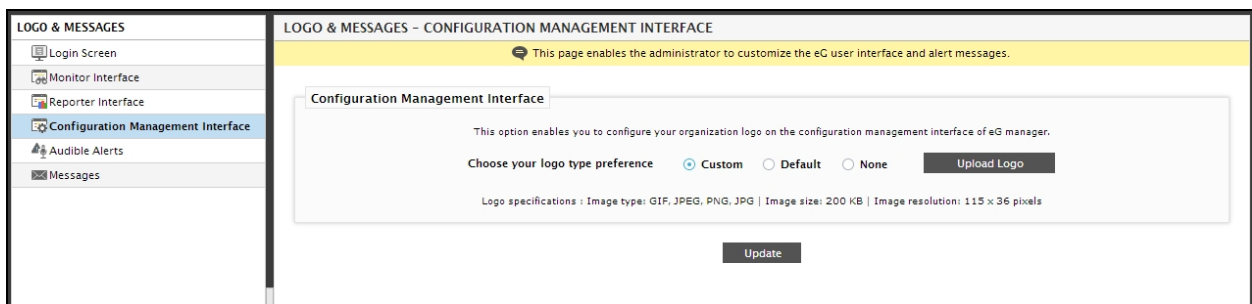 LOGO & MESSAGES
Login Screen
Monitor Interface
Reporter Interface
Configuration Management Interface
Audible Alerts
Messages
LOGO & MESSAGES – CONFIGURATION MANAGEMENT INTERFACE
This page enables the administrator to customize the eG user interface and alert messages.
Configuration Management Interface
This option enables you to configure your organization logo on the configuration management interface of eG manager.
Choose your logo type preference Custom Default None Upload Logo
Logo specifications : Image type: GIF, JPEG, PNG, JPG | Image size: 200 KB | Image resolution: 115 x 36 pixels
Update